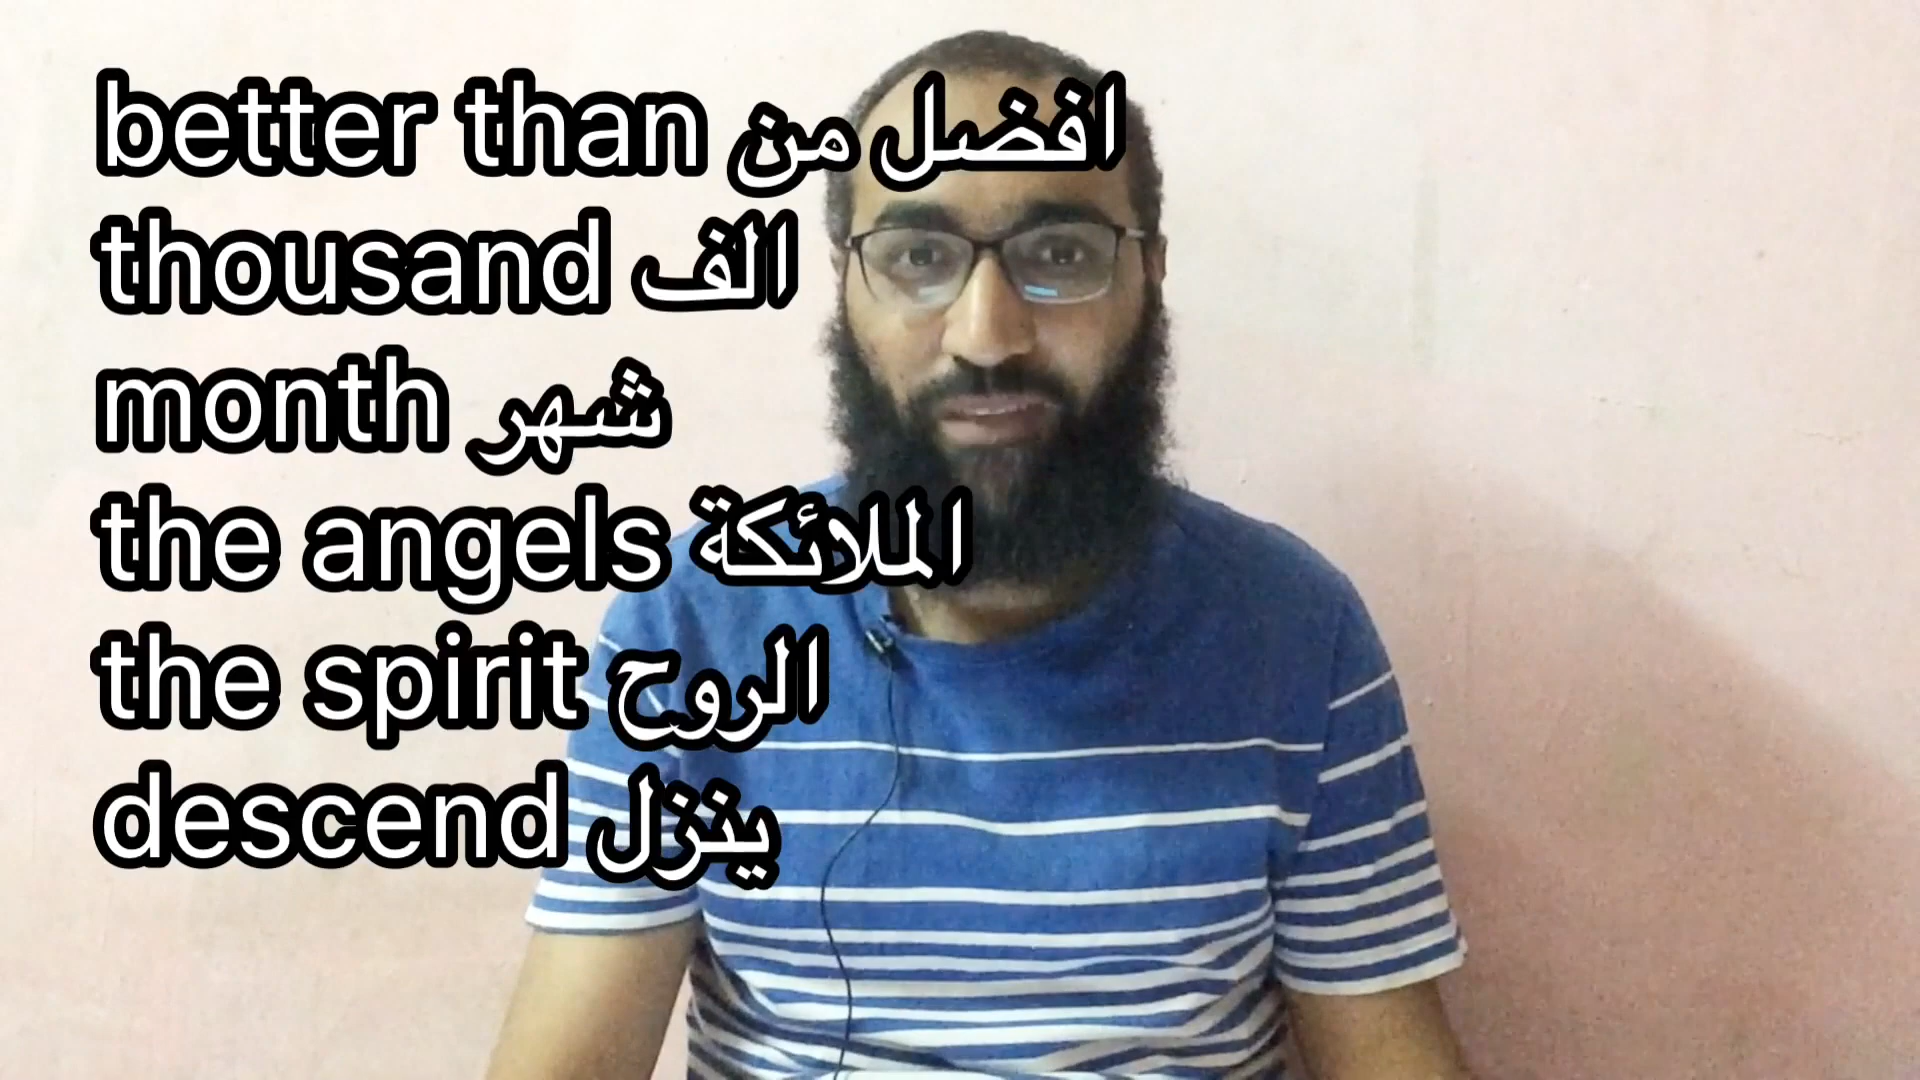 better than افضل من
thousand الف
month شهر
the angels الملائكة
the spirit الروح
descend ينزل